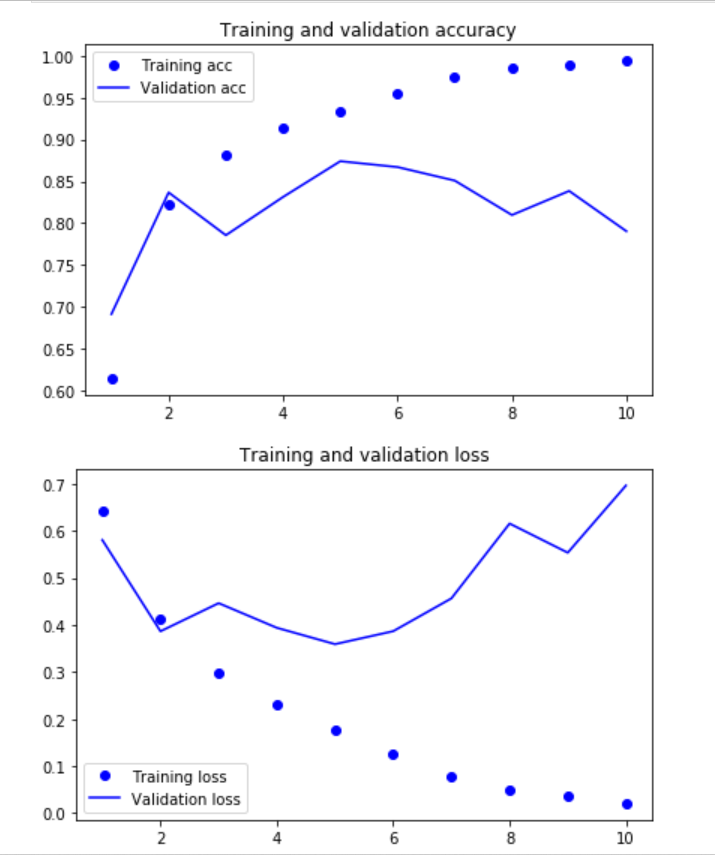 Training and validation accuracy
1.00
0.95
0.90
0.85
0.80
0.75
0.70
0.65
0.60
Training acc
Validation acc
2 4 6 8 10
Training and validation loss
0.7
0.6
0.5
0.4
0.3
0.2
0.1
0.0
Training loss
Validation loss
2 4 6 8 10